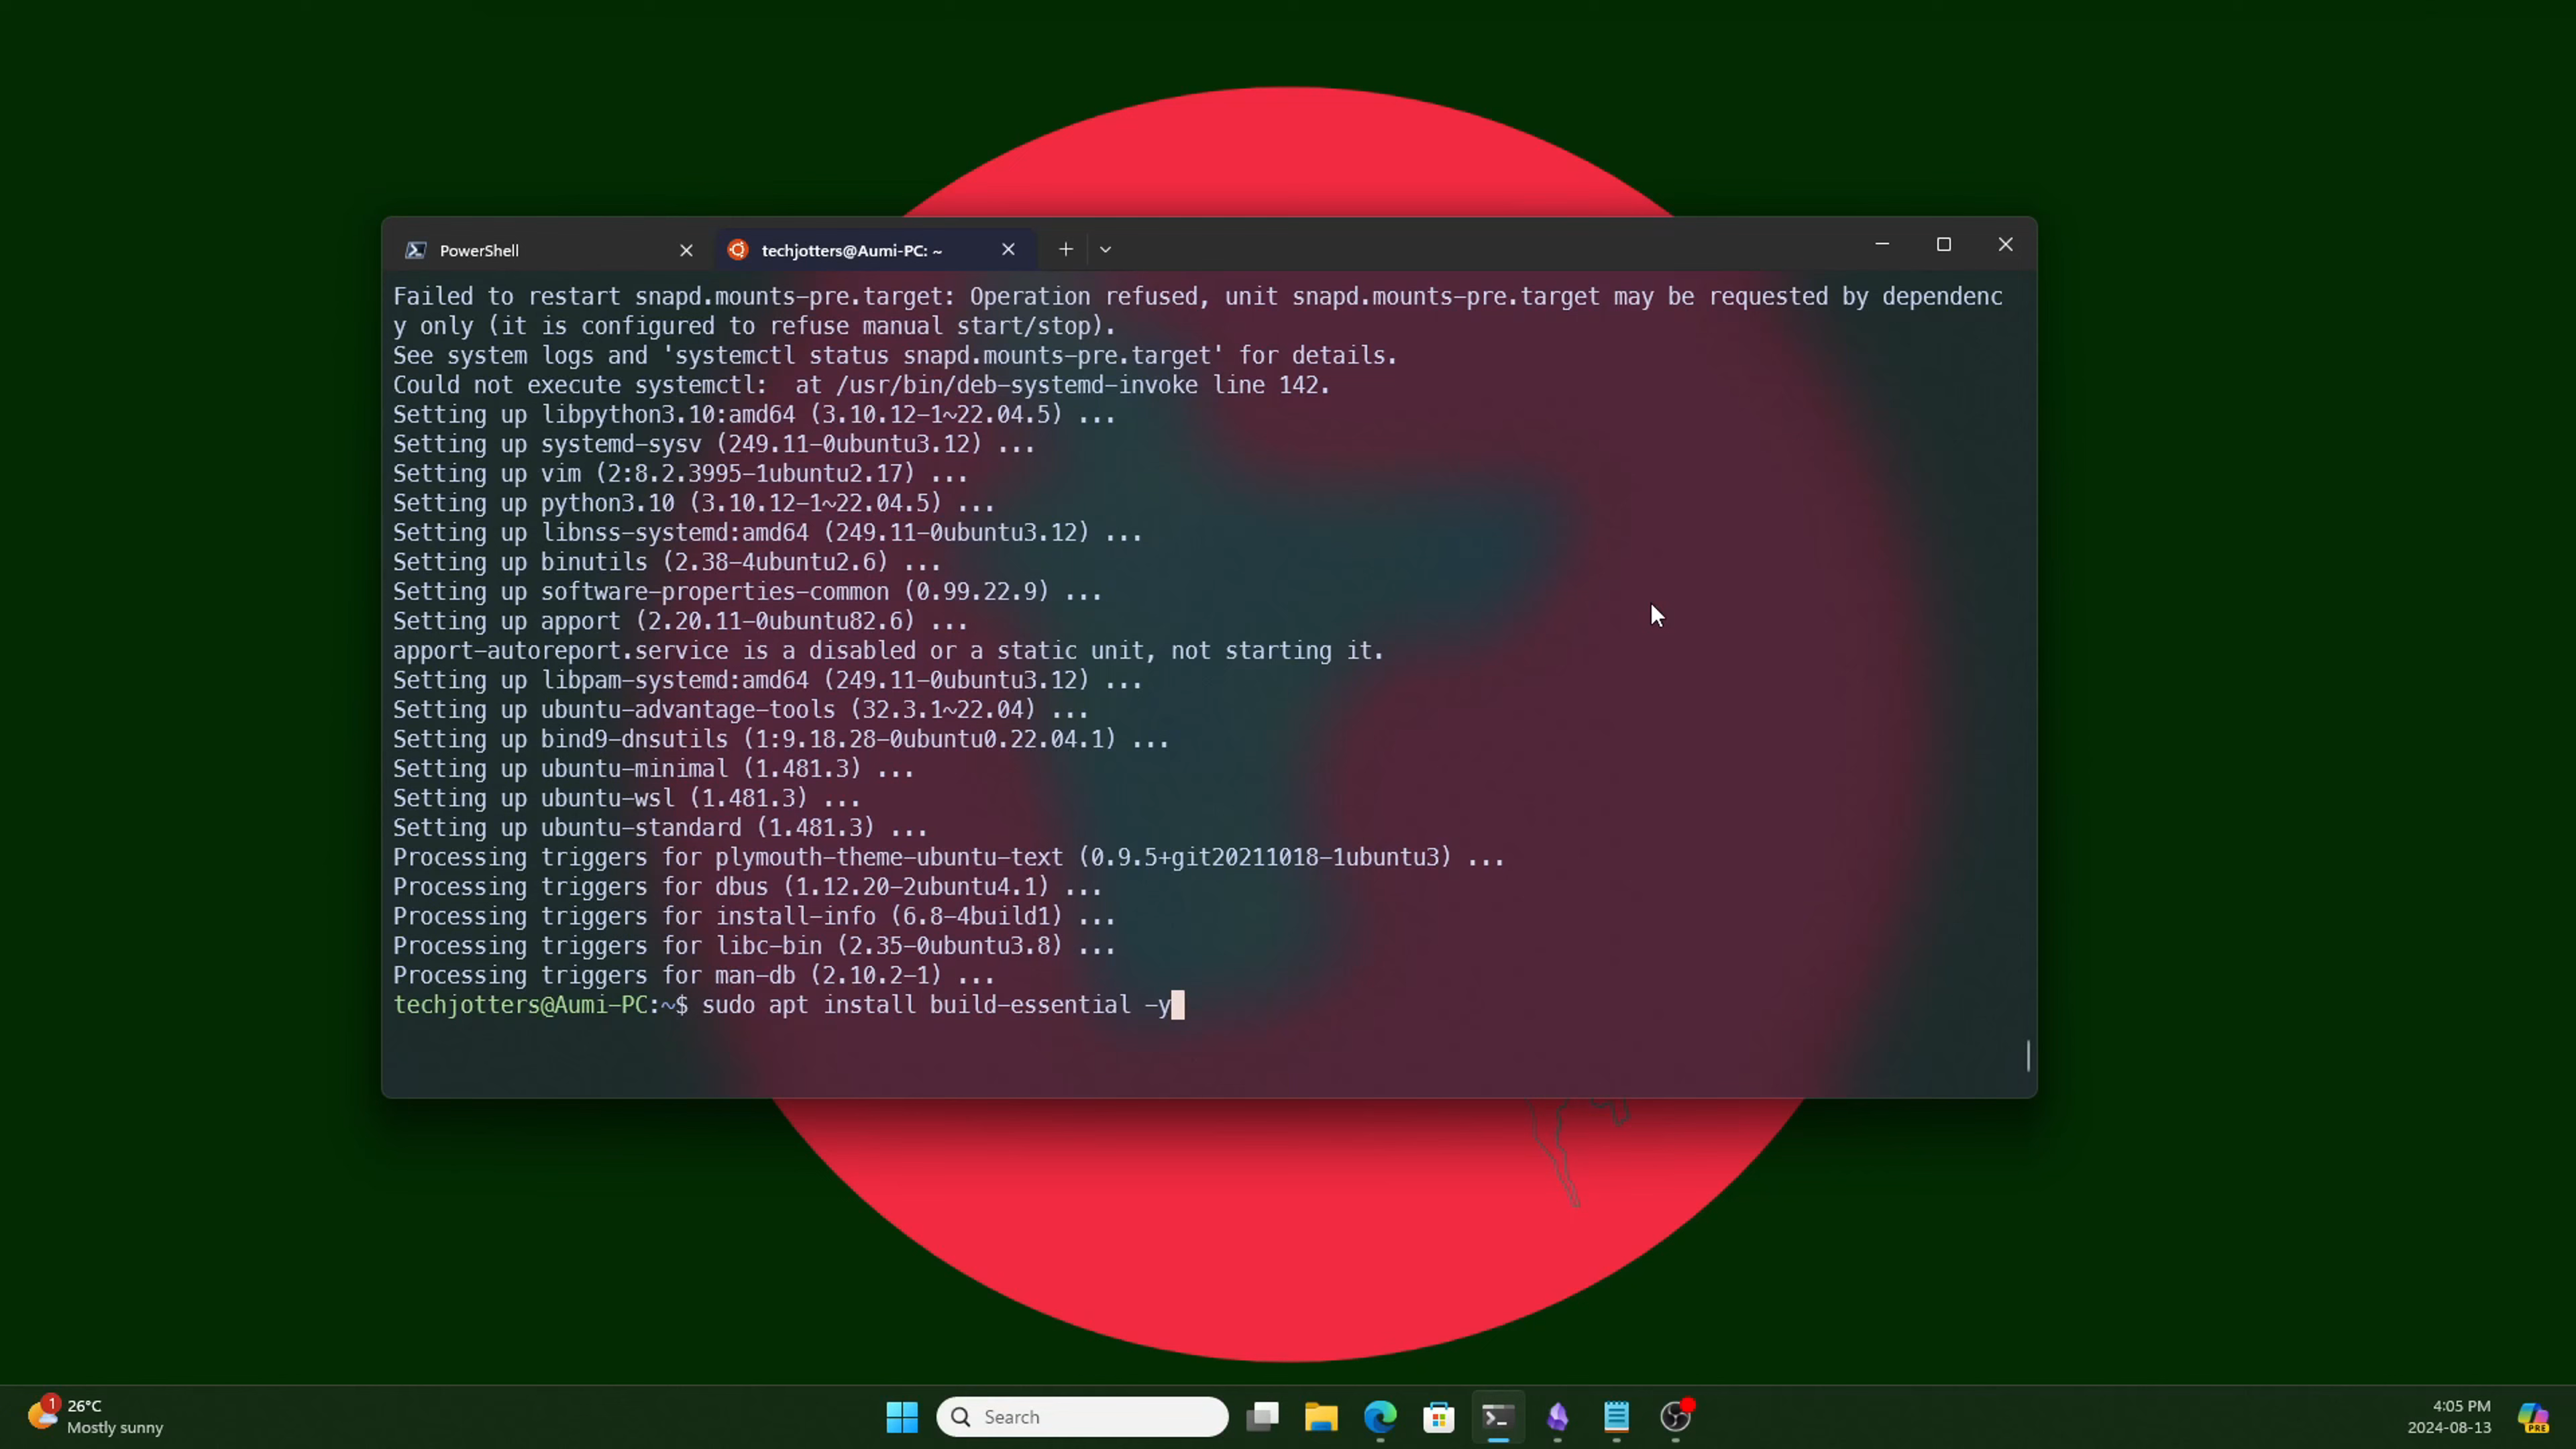 PowerShell
techjotters@Aumi-PC: ~
Failed to restart snapd.mounts-pre.target: Operation refused, unit snapd.mounts-pre.target may be requested by dependenc
y only (it is configured to refuse manual start/stop).
See system logs and 'systemctl status snapd.mounts-pre.target' for details.
Could not execute systemctl:  at /usr/bin/deb-systemd-invoke line 142.
Setting up libpython3.10:amd64 (3.10.12-1~22.04.5) ...
Setting up systemd-sysv (249.11-0ubuntu3.12) ...
Setting up vim (2:8.2.3995-1ubuntu2.17) ...
Setting up python3.10 (3.10.12-1~22.04.5) ...
Setting up libnss-systemd:amd64 (249.11-0ubuntu3.12) ...
Setting up binutils (2.38-4ubuntu2.6) ...
Setting up software-properties-common (0.99.22.9) ...
Setting up apport (2.20.11-0ubuntu82.6) ...
apport-autoreport.service is a disabled or a static unit, not starting it.
Setting up libpam-systemd:amd64 (249.11-0ubuntu3.12) ...
Setting up ubuntu-advantage-tools (32.3.1~22.04) ...
Setting up bind9-dnsutils (1:9.18.28-0ubuntu0.22.04.1) ...
Setting up ubuntu-minimal (1.481.3) ...
Setting up ubuntu-wsl (1.481.3) ...
Setting up ubuntu-standard (1.481.3) ...
Processing triggers for plymouth-theme-ubuntu-text (0.9.5+git20211018-1ubuntu3) ...
Processing triggers for dbus (1.12.20-2ubuntu4.1) ...
Processing triggers for install-info (6.8-4build1) ...
Processing triggers for libc-bin (2.35-0ubuntu3.8) ...
Processing triggers for man-db (2.10.2-1) ...
techjotters@Aumi-PC:~$ sudo apt install build-essential -y
1
26°C
Mostly sunny
Search
4:05 PM
2024-08-13
PRE